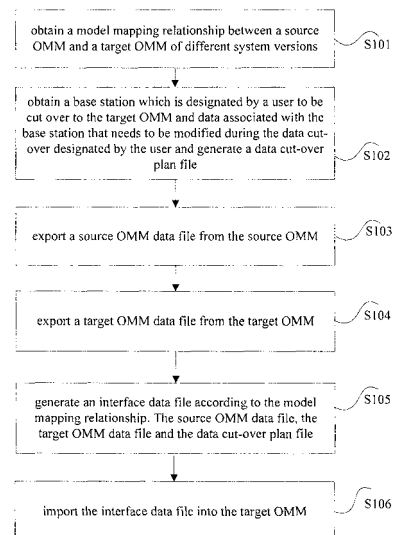 obtain a model mapping relationship between a source
OMM and a target OMM of different system versions
S101
obtain a base station which is designated by a user to be
cut over to the target OMM and data associated with the
base station that needs to be modified during the data cut-
over designated by the user and generate a data cut-over
plan file
S102
export a source OMM data file from the source OMM
S103
export a target OMM data file from the target OMM
S104
generate an interface data file according to the model
mapping relationship. The source OMM data file, the
target OMM data file and the data cut-over plan file
S105
import the interface data file into the target OMM
S106